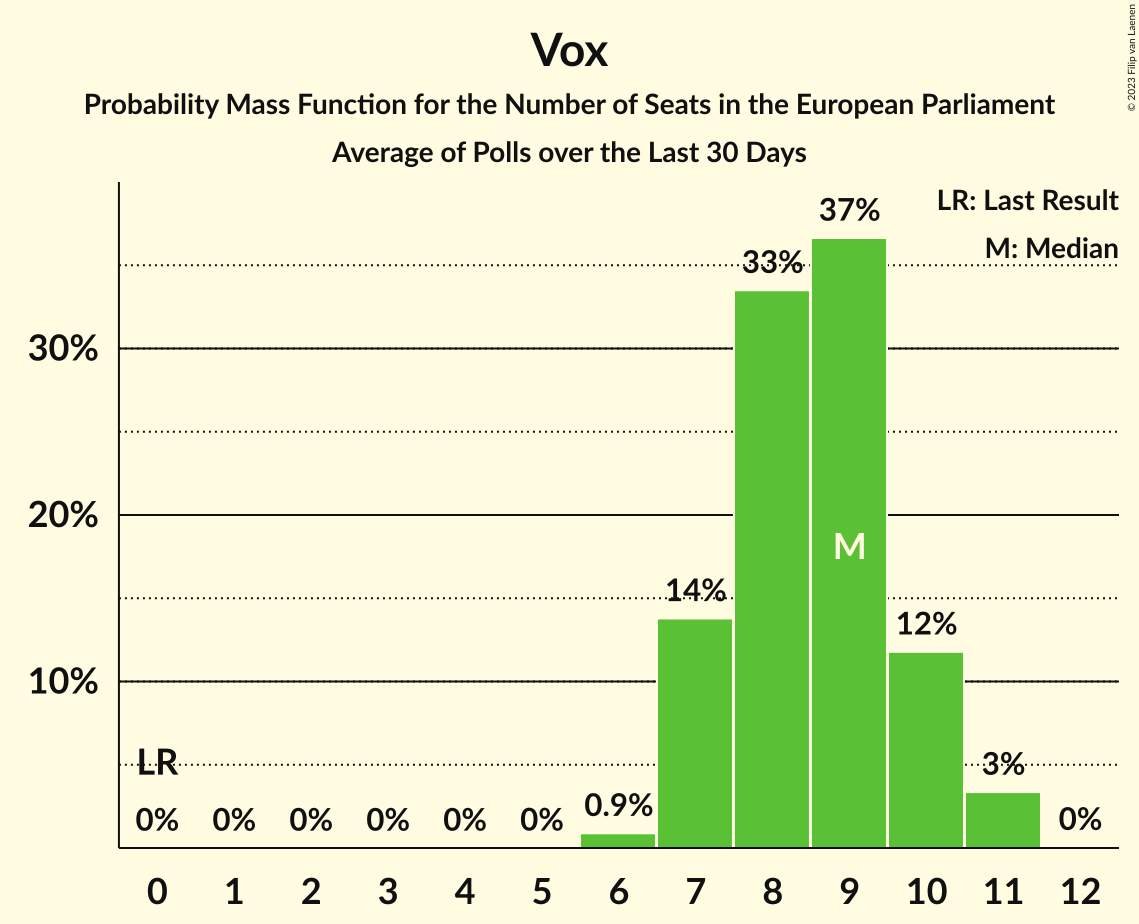 Vox
Probability Mass Function for the Number of Seats in the European Parliament
Average of Polls over the Last 30 Days
© 2023 Filip van Laenen
LR: Last Result
M: Median
37%
33%
30%
20%
M
14%
12%
10%
LR
3%
0% 0% 0% 0% 0% 0% 0.9% 0%
0 1 2 3 4 5 6 7 8 9 10 11 12